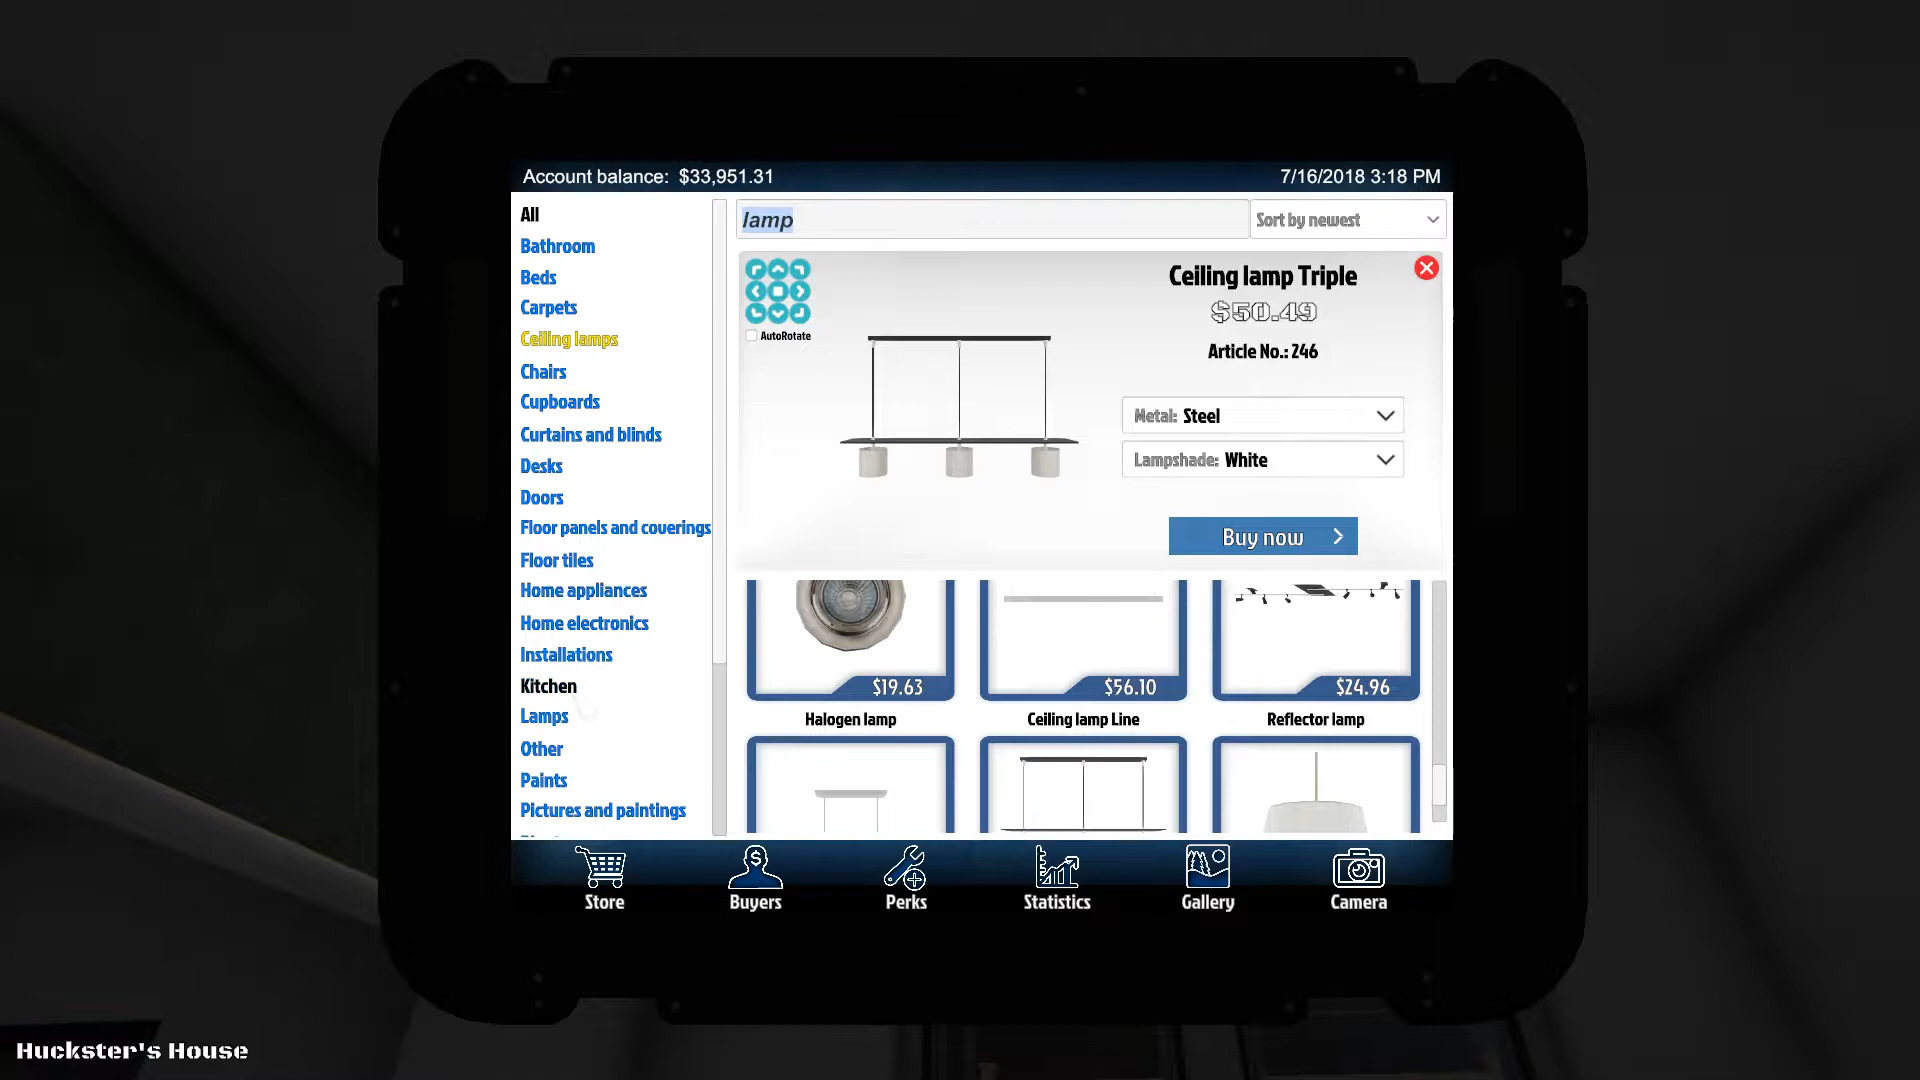 Account balance: $33,951.31
7/16/2018 3:18 PM
All
Bathroom
Beds
Carpets
Ceiling lamps
Chairs
Cupboards
Curtains and blinds
Desks
Doors
Floor panels and coverings
Floor tiles
Home appliances
Home electronics
Installations
Kitchen
Lamps
Other
Paints
Pictures and paintings
lamp
Sort by newest
AutoRotate
Ceiling lamp Triple
$50.49
Article No.: 246
Metal: Steel
Lampshade: White
Buy now
$19.63
$56.10
$24.96
Halogen lamp
Ceiling lamp Line
Reflector lamp
Store
Buyers
Perks
Statistics
Gallery
Camera
Huckster's House